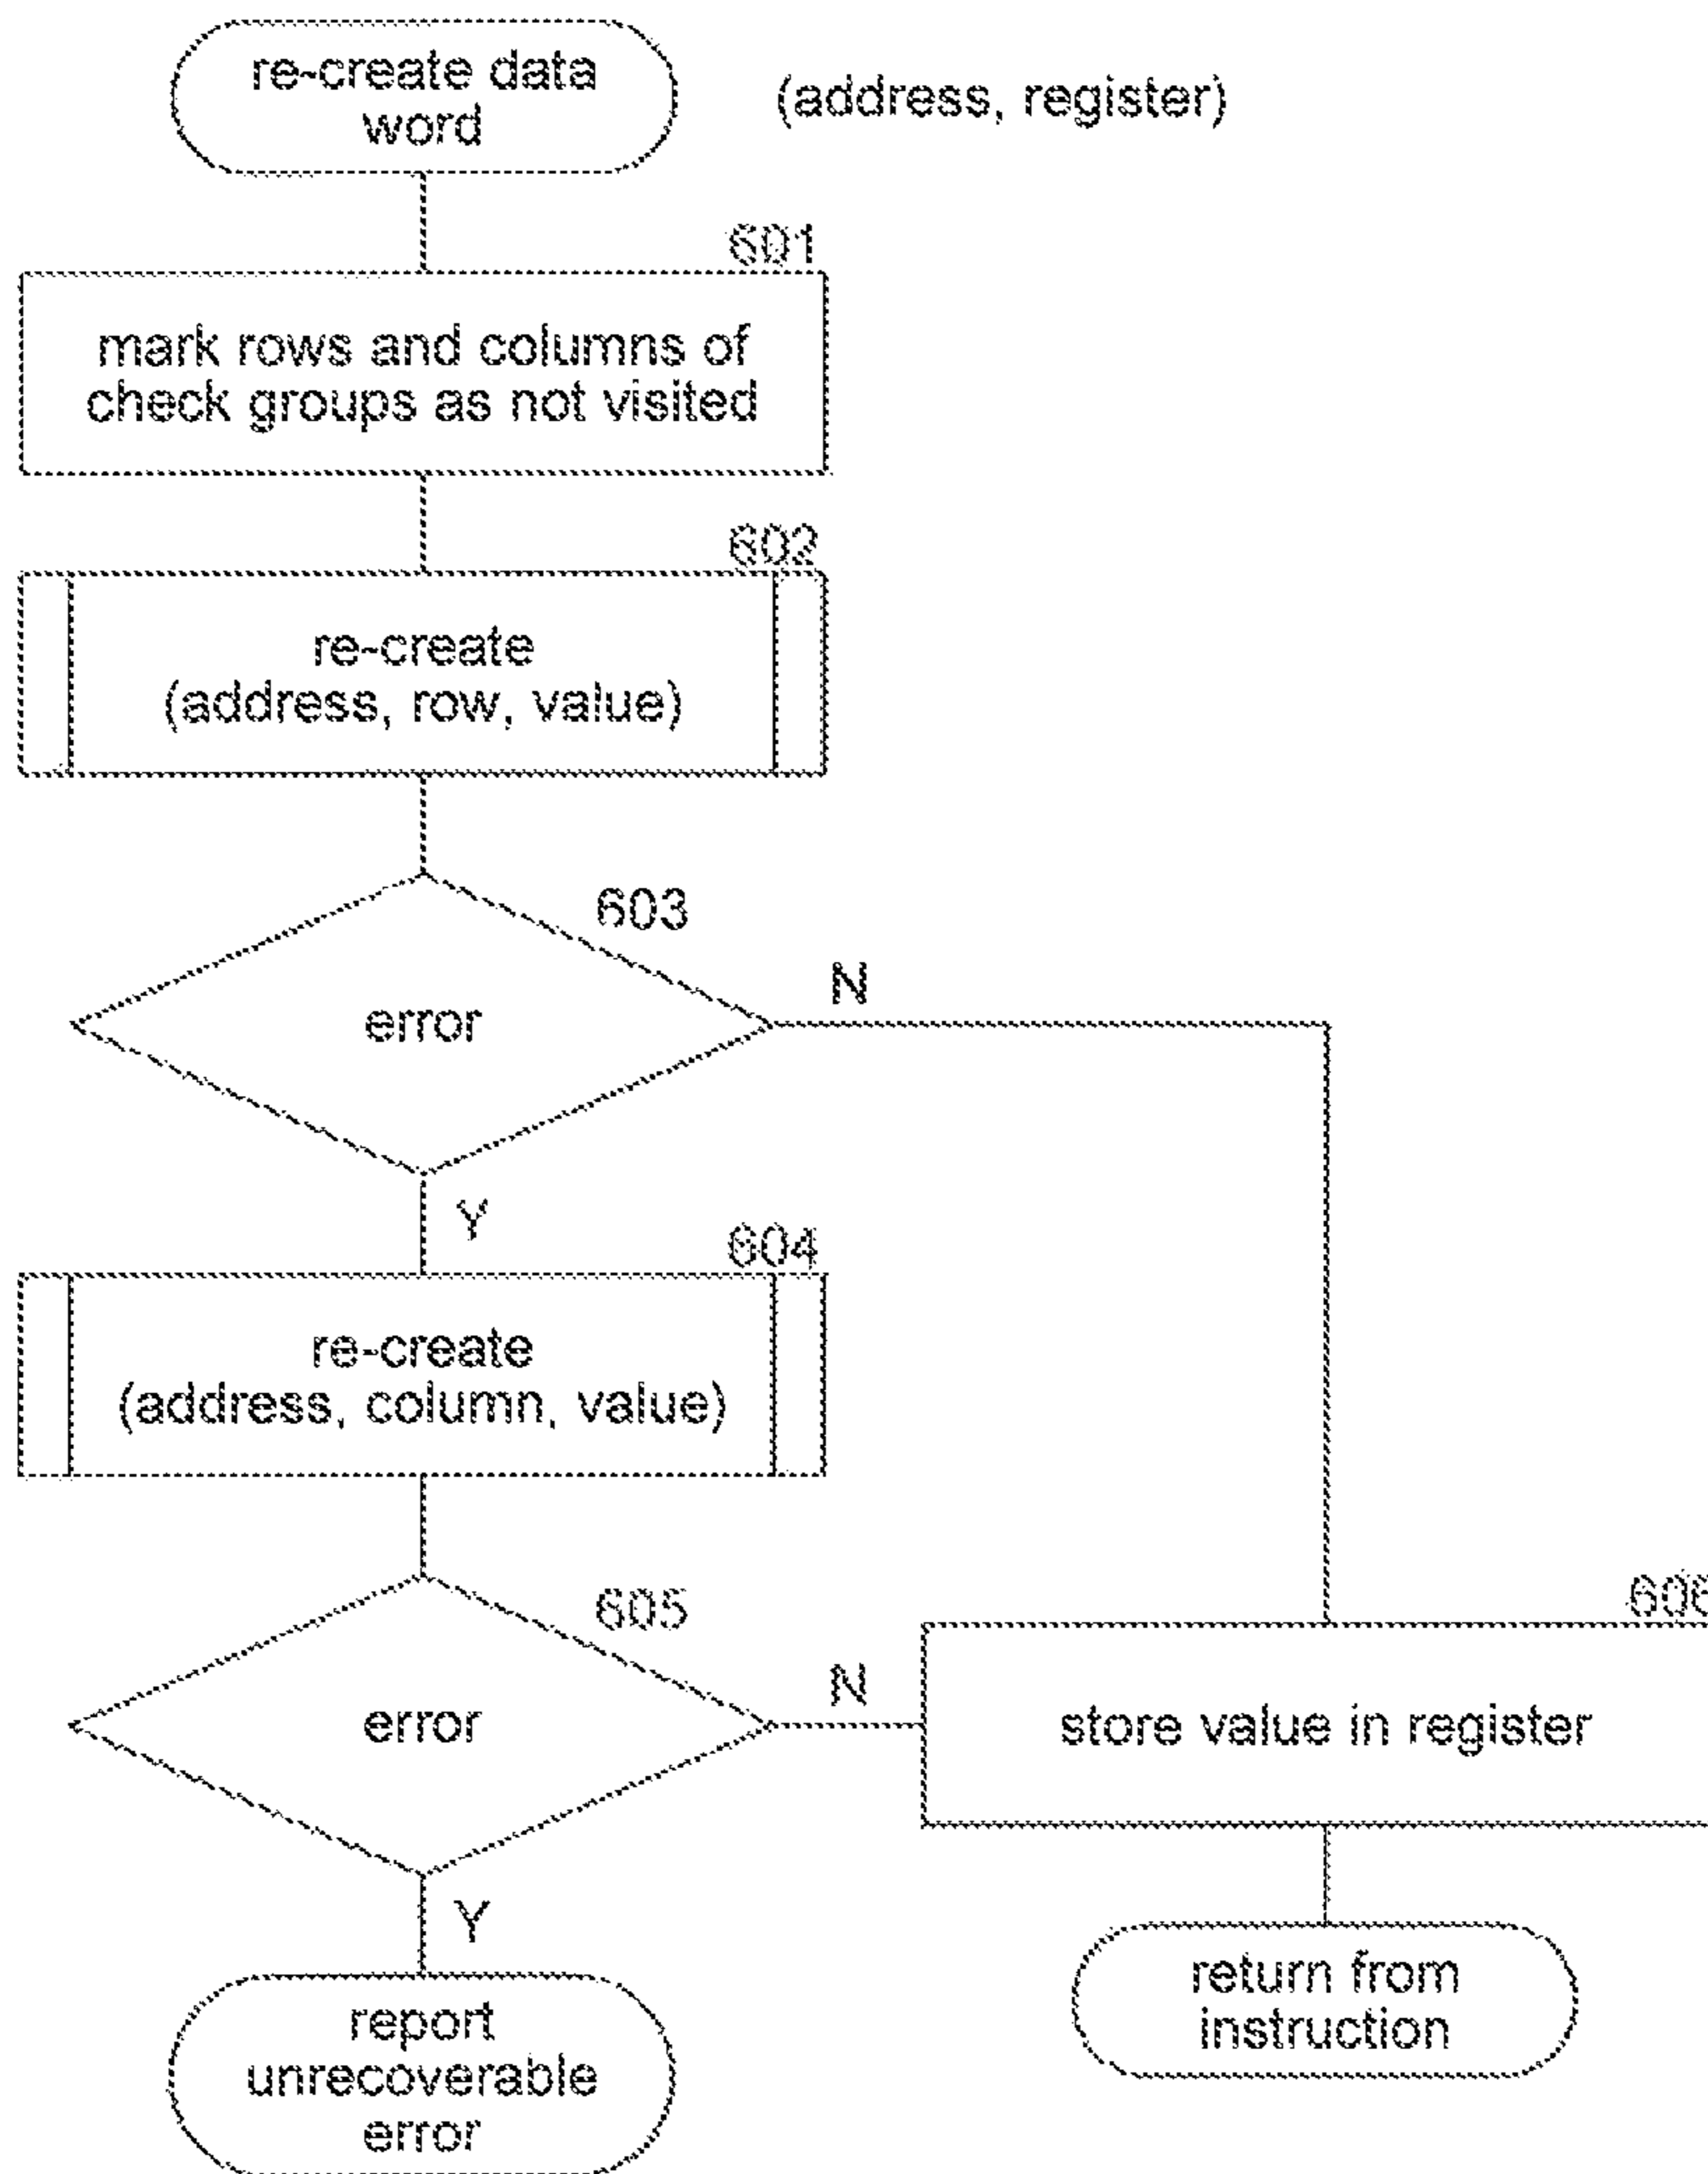 re-create data
word
(address, register)
601
mark rows and columns of
check groups as not visited
602
re-create
(address, row, value)
603
error
N
Y
604
re-create
(address, column, value)
605
error
N
606
store value in register
Y
return from
instruction
report
unrecoverable
error